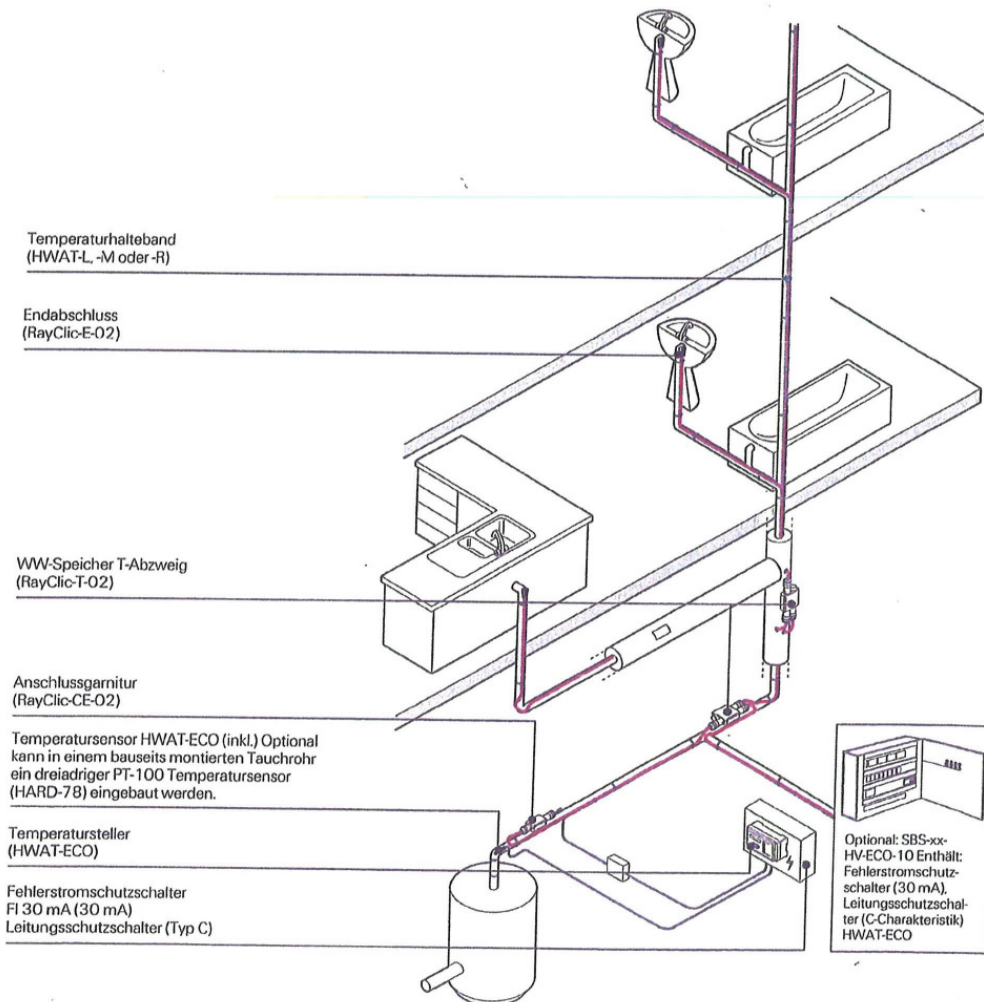 Temperaturhalteband
(HWAT-L, -M oder -R)
Endabschluss
(RayClic-E-02)
WW-Speicher T-Abzweig
(RayClic-T-02)
Anschlussgarnitur
(RayClic-CE-02)
Temperatursensor HWAT-ECO (inkl.) Optional
kann in einem bauseits montierten Tauchrohr
ein dreiadriger PT-100 Temperatursensor
(HARD-78) eingebaut werden.
Temperatursteller
(HWAT-ECO)
Fehlerstromschutzschalter
FI 30 mA (30 mA)
Leitungsschutzschalter (Typ C)
Optional: SBS-xx-
HV-ECO-10 Enthält:
Fehlerstromschutz-
schalter (30 mA),
Leitungsschutzschal-
ter (C-Charakteristik)
HWAT-ECO